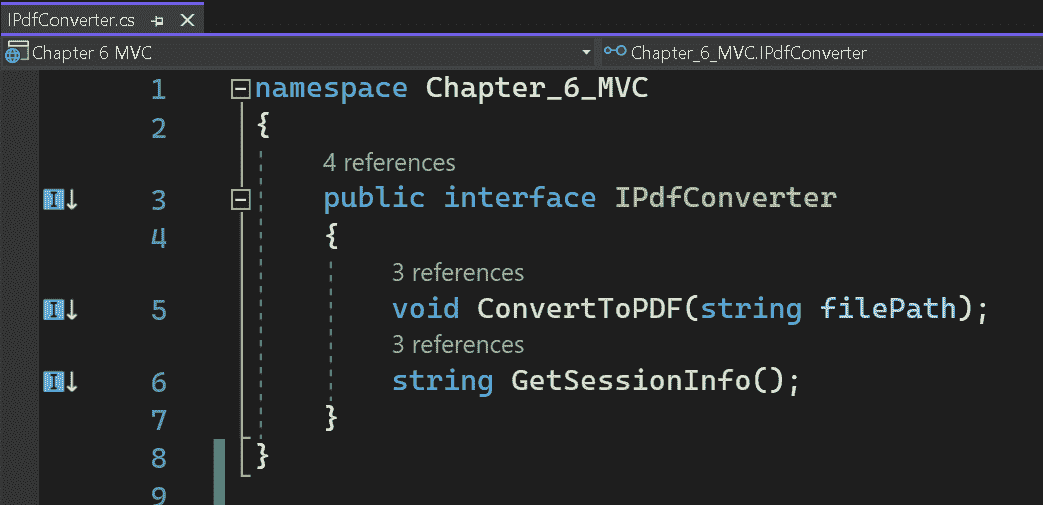 IPdfConverter.cs
Chapter 6 MVC Chapter_6_MVC.IPdfConverter
1 namespace Chapter_6_MVC
2 {
4 references
3 public interface IPdfConverter
4 {
3 references
5 void ConvertToPDF(string filePath);
3 references
6 string GetSessionInfo();
7 }
8 }
9